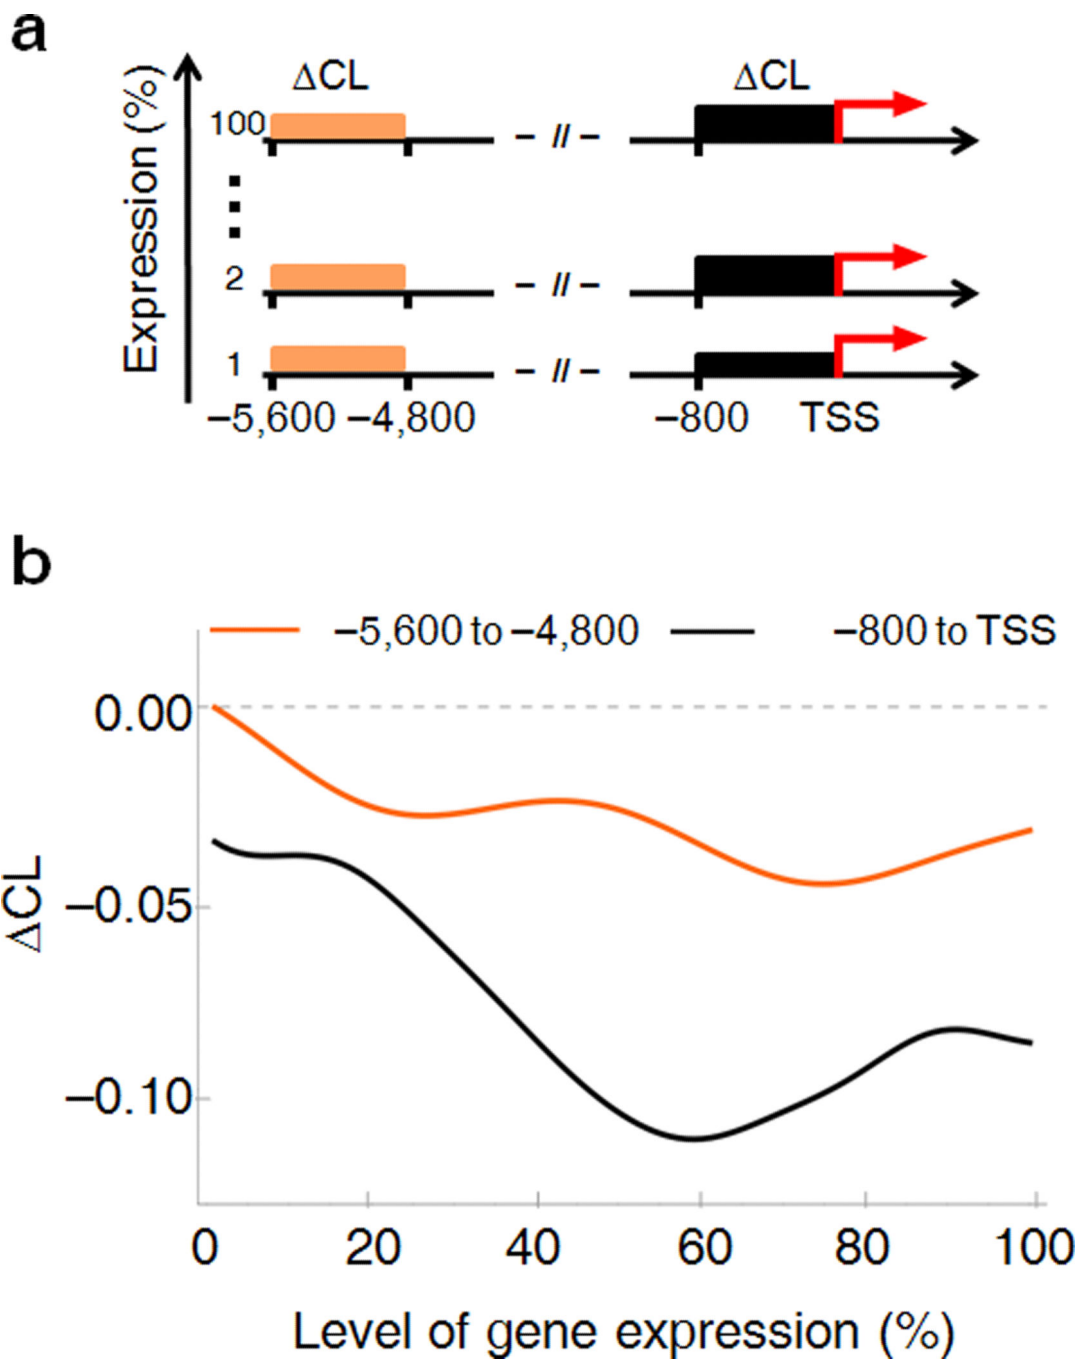 a
Expression (%)
ΔCL ΔCL
100
2
1
−5,600 −4,800 −800 TSS
b
−5,600 to −4,800 −800 to TSS
ΔCL
0.00
−0.05
−0.10
0 20 40 60 80 100
Level of gene expression (%)